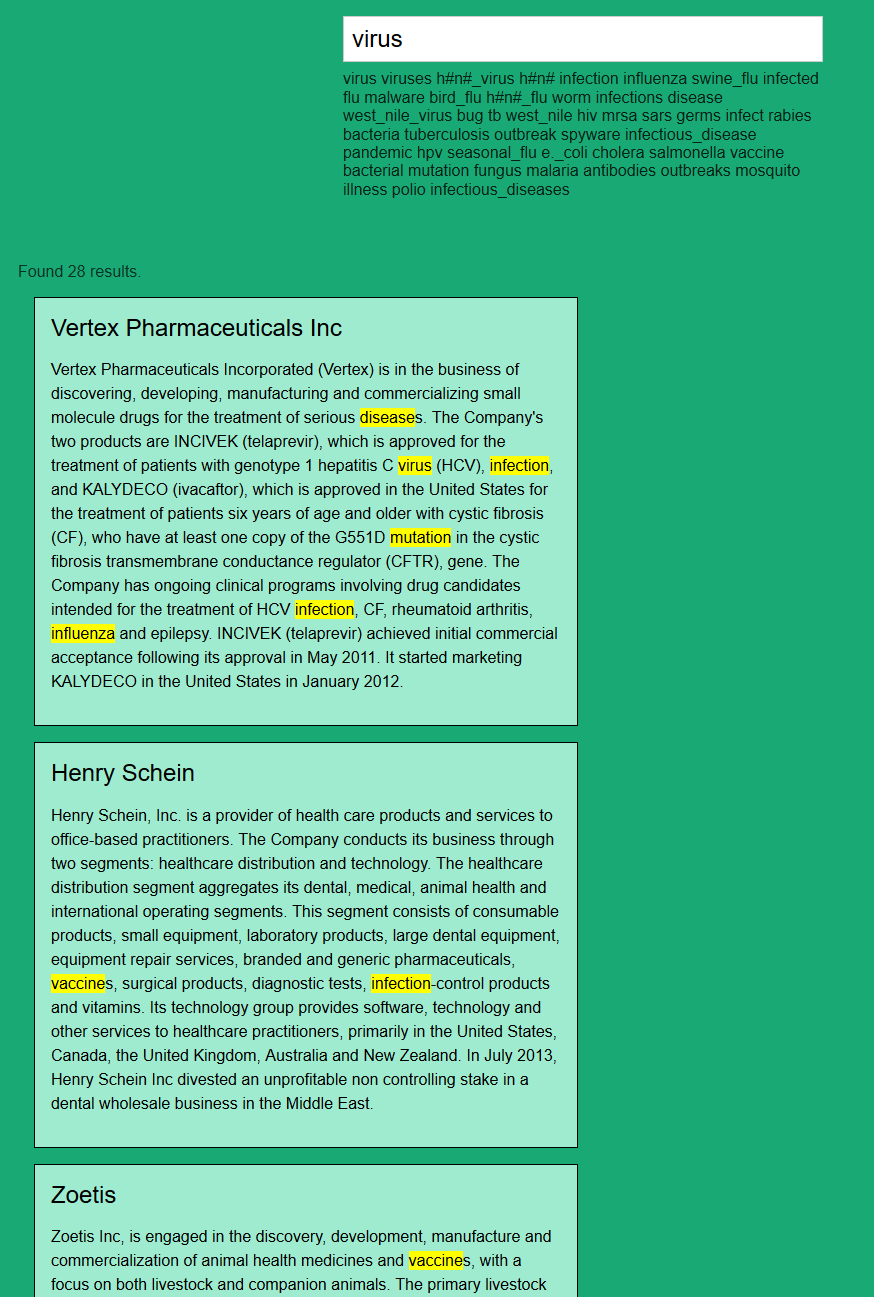 virus
virus viruses h#n#_virus h#n# infection influenza swine_flu infected
flu malware bird_flu h#n#_flu worm infections disease
west_nile_virus bug tb west_nile hiv mrsa sars germs infect rabies
bacteria tuberculosis outbreak spyware infectious_disease
pandemic hpv seasonal_flu e._coli cholera salmonella vaccine
bacterial mutation fungus malaria antibodies outbreaks mosquito
illness polio infectious_diseases
Found 28 results.
Vertex Pharmaceuticals Inc
Vertex Pharmaceuticals Incorporated (Vertex) is in the business of
discovering, developing, manufacturing and commercializing small
molecule drugs for the treatment of serious diseases. The Company's
two products are INCIVEK (telaprevir), which is approved for the
treatment of patients with genotype 1 hepatitis C virus (HCV), infection,
and KALYDECO (ivacaftor), which is approved in the United States for
the treatment of patients six years of age and older with cystic fibrosis
(CF), who have at least one copy of the G551D mutation in the cystic
fibrosis transmembrane conductance regulator (CFTR), gene. The
Company has ongoing clinical programs involving drug candidates
intended for the treatment of HCV infection, CF, rheumatoid arthritis,
influenza and epilepsy. INCIVEK (telaprevir) achieved initial commercial
acceptance following its approval in May 2011. It started marketing
KALYDECO in the United States in January 2012.
Henry Schein
Henry Schein, Inc. is a provider of health care products and services to
office-based practitioners. The Company conducts its business through
two segments: healthcare distribution and technology. The healthcare
distribution segment aggregates its dental, medical, animal health and
international operating segments. This segment consists of consumable
products, small equipment, laboratory products, large dental equipment,
equipment repair services, branded and generic pharmaceuticals,
vaccines, surgical products, diagnostic tests, infection-control products
and vitamins. Its technology group provides software, technology and
other services to healthcare practitioners, primarily in the United States,
Canada, the United Kingdom, Australia and New Zealand. In July 2013,
Henry Schein Inc divested an unprofitable non controlling stake in a
dental wholesale business in the Middle East.
Zoetis
Zoetis Inc, is engaged in the discovery, development, manufacture and
commercialization of animal health medicines and vaccines, with a
focus on both livestock and companion animals. The primary livestock